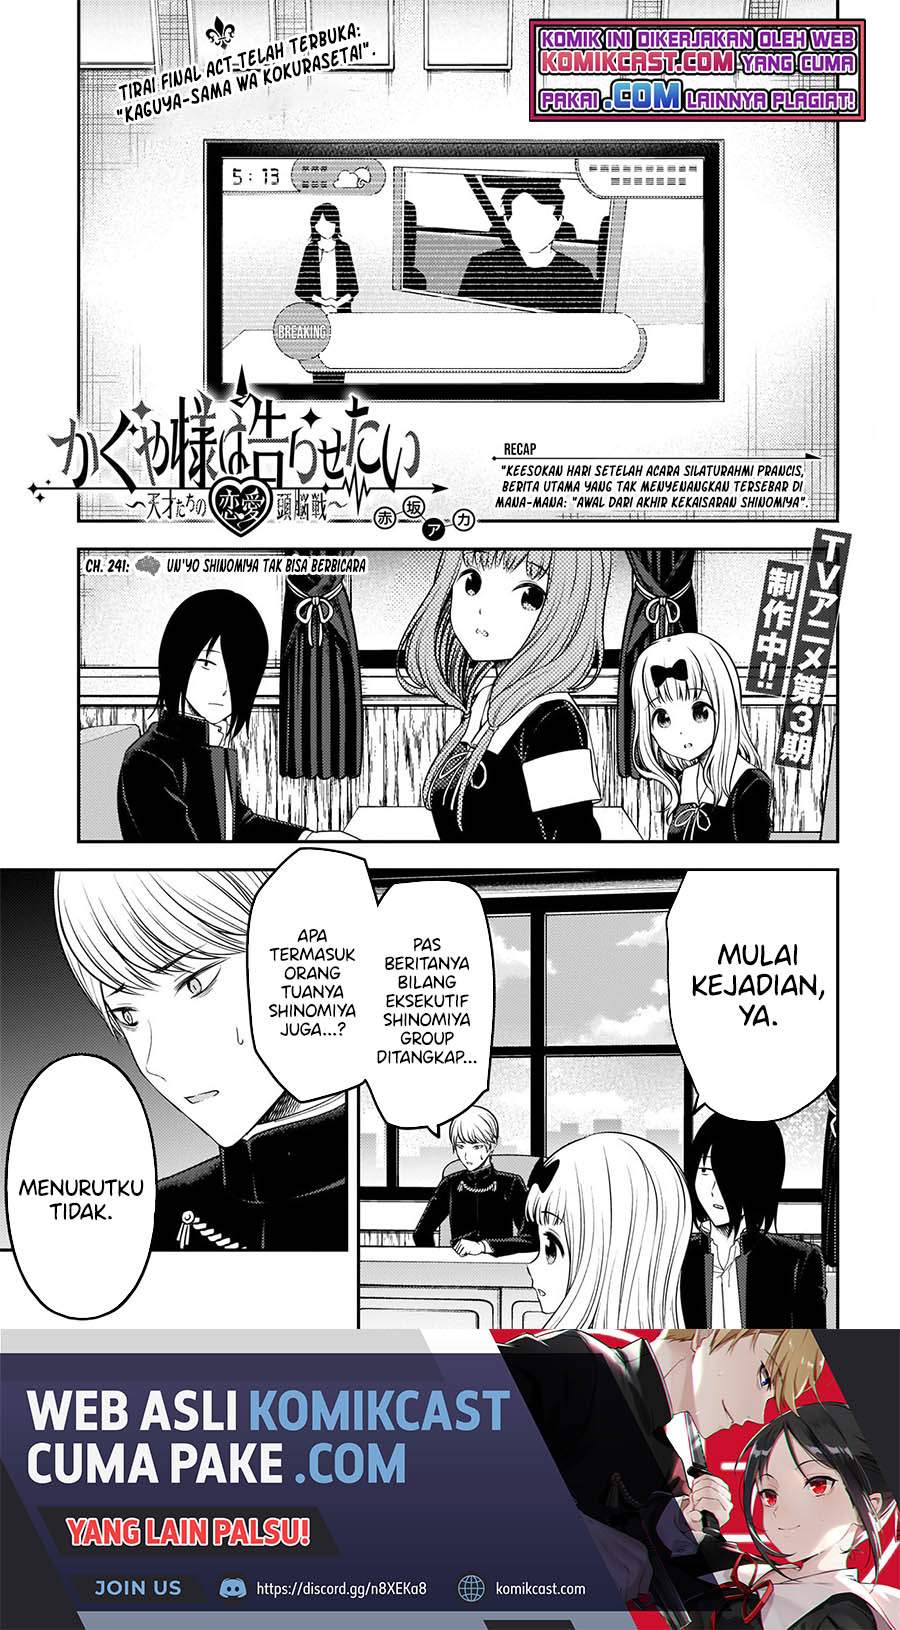 TIRAI FINAL ACT TELAH TERBUKA:
"KAGUYA-SAMA WA KOKURASETAI".
KOMIK INI DIKERJAKAN OLEH WEB
KOMIKCAST.COM YANG CUMA
PAKAI .COM LAINNYA PLAGIAT!
5:13
BREAKING
かぐや様は告らせたい
～天才たちの恋愛頭脳戦～
赤坂アカ
RECAP
"KEESOKAN HARI SETELAH ACARA SILATURAHMI PRANCIS,
BERITA UTAMA YANG TAK MENYENANGKAN TERSEBAR DI
MANA-MANA: "AWAL DARI AKHIR KEKAISARAN SHINOMIYA".
CH. 241: UN'YO SHINOMIYA TAK BISA BERBICARA
TVアニメ第3期
制作中!!
MULAI
KEJADIAN,
YA.
PAS
BERITANYA
BILANG
EKSEKUTIF
SHINOMIYA
GROUP
DITANGKAP...
APA
TERMASUK
ORANG
TUANYA
SHINOMIYA
JUGA...?
MENURUTKU
TIDAK.
WEB ASLI KOMIKCAST
CUMA PAKE .COM
YANG LAIN PALSU!
JOIN US
https://discord.gg/n8XEKa8
komikcast.com